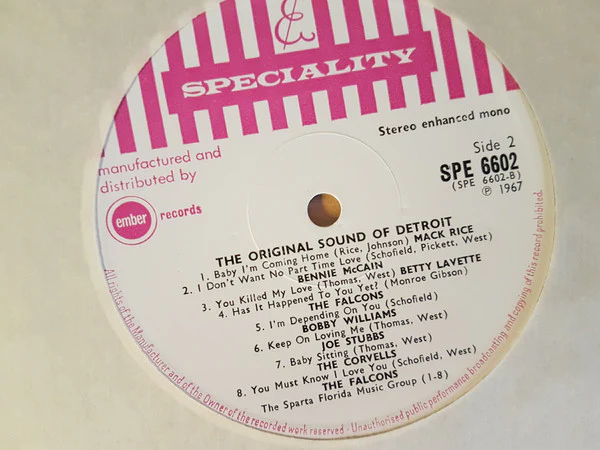 &
SPECIALITY
Stereo enhanced mono
manufactured and
distributed by
ember records
Side 2
SPE 6602
(SPE 6602-B)
℗ 1967
THE ORIGINAL SOUND OF DETROIT
1. Baby I'm Coming Home (Rice, Johnson) MACK RICE
2. I Don't Want No Part Time Love (Schofield, Pickett, West)
BENNIE McCAIN
3. You Killed My Love (Thomas, West) BETTY LAVETTE
4. Has It Happened To You Yet? (Monroe Gibson)
THE FALCONS
5. I'm Depending On You (Schofield)
BOBBY WILLIAMS
6. Keep On Loving Me (Thomas, West)
JOE STUBBS
7. Baby Sitting (Thomas, West)
THE CORVELLS
8. You Must Know I Love You (Schofield, West)
THE FALCONS
The Sparta Florida Music Group (1-8)
All rights of the Manufacturer and of the Owner of the recorded work reserved - Unauthorised public performance broadcasting and copying of this record prohibited.